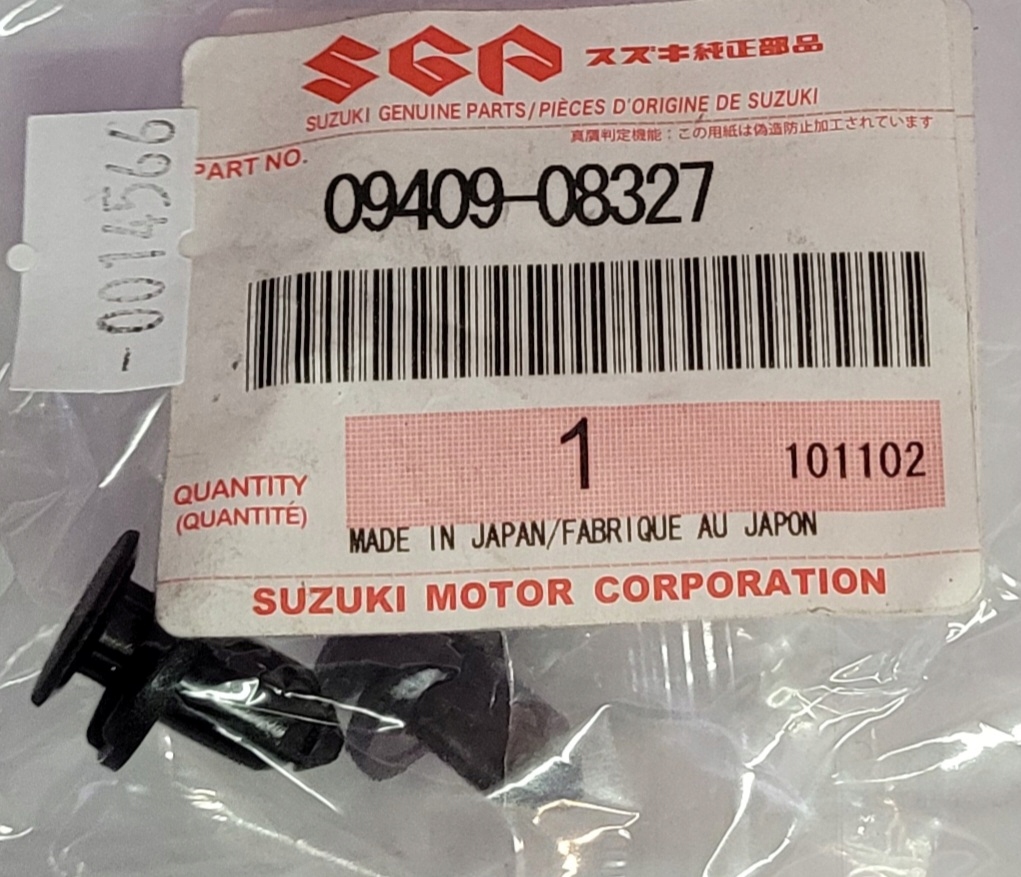 SGP スズキ純正部品
SUZUKI GENUINE PARTS/PIÈCES D'ORIGINE DE SUZUKI
真贋判定機能：この用紙は偽造防止加工されています
PART NO.
09409-08327
1 101102
QUANTITY
(QUANTITÉ)
MADE IN JAPAN/FABRIQUE AU JAPON
SUZUKI MOTOR CORPORATION
-0014566